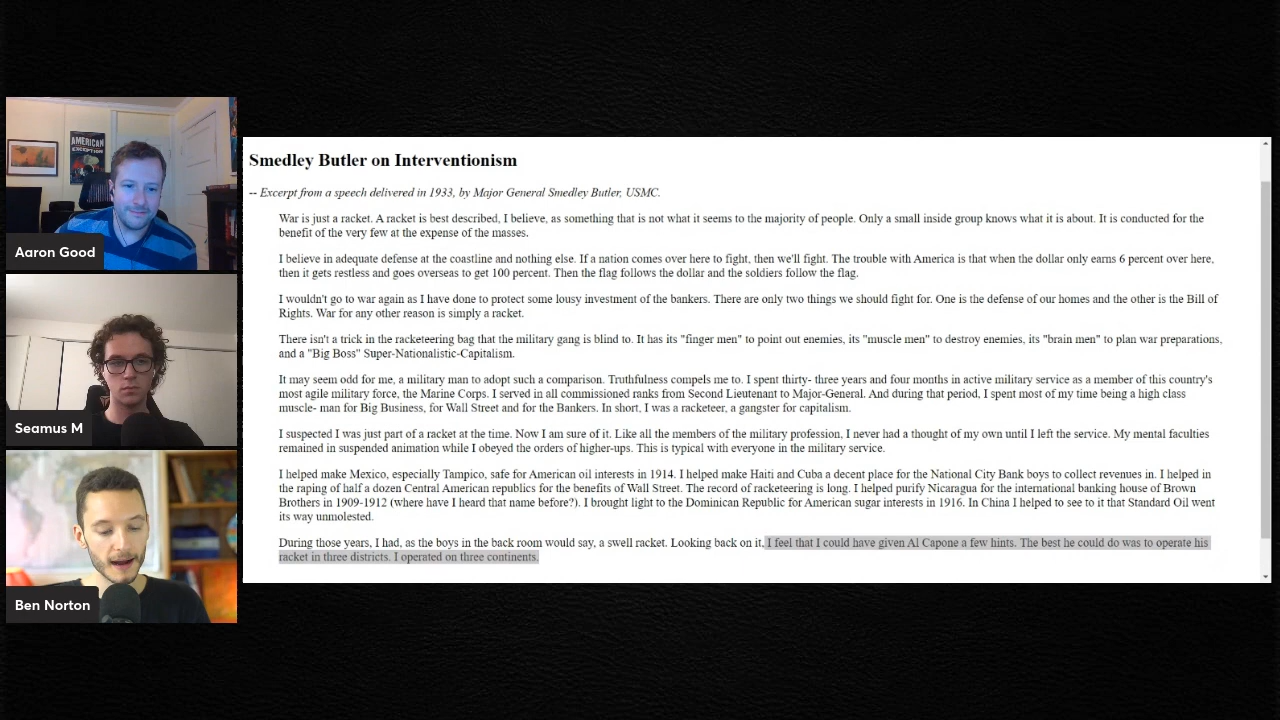 AMERICAN
EXCEPTION
Aaron Good
Seamus M
Ben Norton
Smedley Butler on Interventionism
-- Excerpt from a speech delivered in 1933, by Major General Smedley Butler, USMC.
War is just a racket. A racket is best described, I believe, as something that is not what it seems to the majority of people. Only a small inside group knows what it is about. It is conducted for the
benefit of the very few at the expense of the masses.
I believe in adequate defense at the coastline and nothing else. If a nation comes over here to fight, then we'll fight. The trouble with America is that when the dollar only earns 6 percent over here,
then it gets restless and goes overseas to get 100 percent. Then the flag follows the dollar and the soldiers follow the flag.
I wouldn't go to war again as I have done to protect some lousy investment of the bankers. There are only two things we should fight for. One is the defense of our homes and the other is the Bill of
Rights. War for any other reason is simply a racket.
There isn't a trick in the racketeering bag that the military gang is blind to. It has its "finger men" to point out enemies, its "muscle men" to destroy enemies, its "brain men" to plan war preparations,
and a "Big Boss" Super-Nationalistic-Capitalism.
It may seem odd for me, a military man to adopt such a comparison. Truthfulness compels me to. I spent thirty- three years and four months in active military service as a member of this country's
most agile military force, the Marine Corps. I served in all commissioned ranks from Second Lieutenant to Major-General. And during that period, I spent most of my time being a high class
muscle- man for Big Business, for Wall Street and for the Bankers. In short, I was a racketeer, a gangster for capitalism.
I suspected I was just part of a racket at the time. Now I am sure of it. Like all the members of the military profession, I never had a thought of my own until I left the service. My mental faculties
remained in suspended animation while I obeyed the orders of higher-ups. This is typical with everyone in the military service.
I helped make Mexico, especially Tampico, safe for American oil interests in 1914. I helped make Haiti and Cuba a decent place for the National City Bank boys to collect revenues in. I helped in
the raping of half a dozen Central American republics for the benefits of Wall Street. The record of racketeering is long. I helped purify Nicaragua for the international banking house of Brown
Brothers in 1909-1912 (where have I heard that name before?). I brought light to the Dominican Republic for American sugar interests in 1916. In China I helped to see to it that Standard Oil went
its way unmolested.
During those years, I had, as the boys in the back room would say, a swell racket. Looking back on it, I feel that I could have given Al Capone a few hints. The best he could do was to operate his
racket in three districts. I operated on three continents.